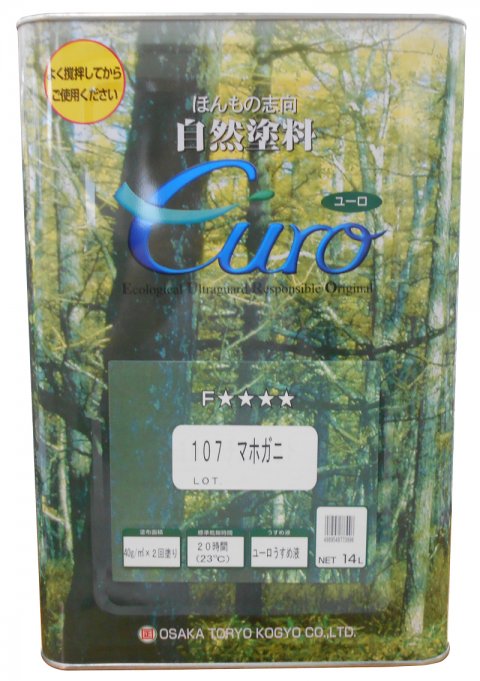 よく撹拌してから
ご使用ください
ほんもの志向
自然塗料
Euro
ユーロ
Ecological Ultraguard Responsible Original
F★★★★
107 マホガニ
LOT.
塗布面積
標準乾燥時間
うすめ液
40g/㎡×2回塗り
20時間
(23℃)
ユーロうすめ液
NET 14L
OSAKA TORYO KOGYO CO.,LTD.